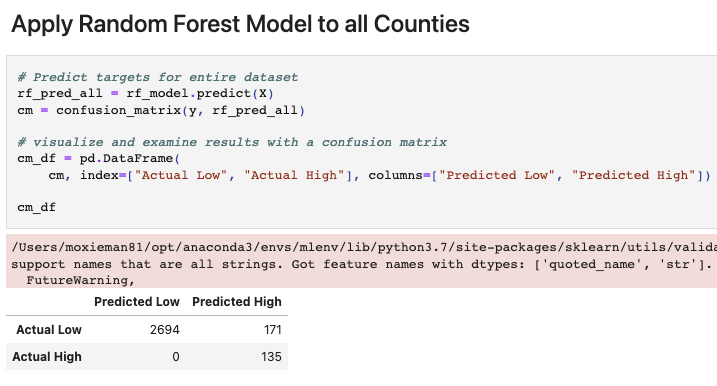 Apply Random Forest Model to all Counties
# Predict targets for entire dataset
rf_pred_all = rf_model.predict(X)
cm = confusion_matrix(y, rf_pred_all)
# visualize and examine results with a confusion matrix
cm_df = pd.DataFrame(
cm, index=["Actual Low", "Actual High"], columns=["Predicted Low", "Predicted High"])
cm_df
/Users/moxieman81/opt/anaconda3/envs/mlenv/lib/python3.7/site-packages/sklearn/utils/valida
support names that are all strings. Got feature names with dtypes: ['quoted_name', 'str'].
FutureWarning,
Predicted Low Predicted High
Actual Low 2694 171
Actual High 0 135